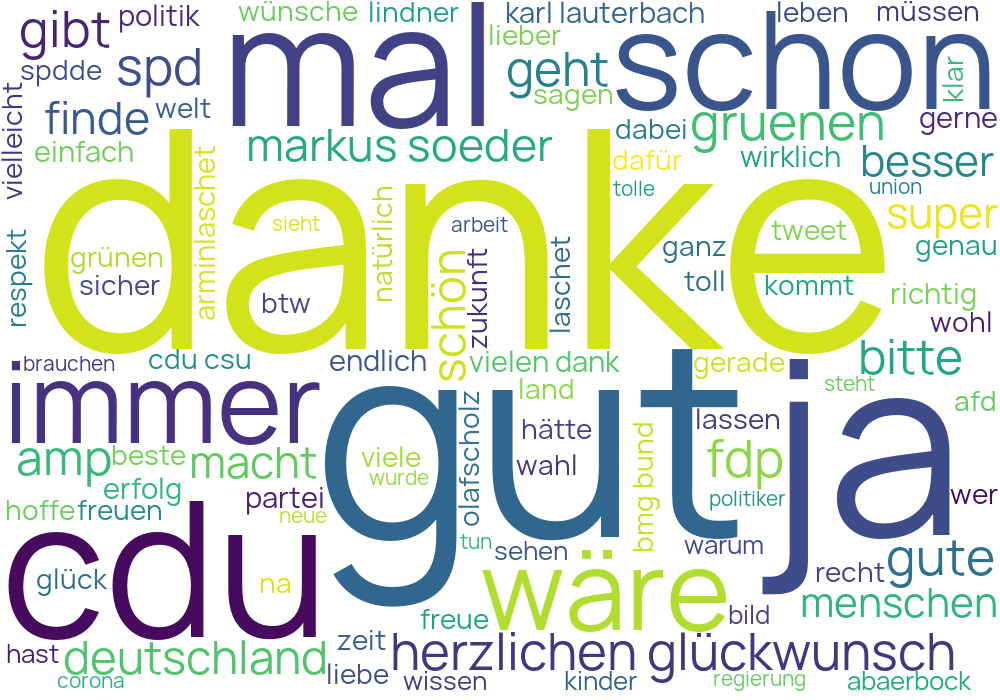 wünsche lindner karl lauterbach leben müssen
politik
gibt
mal
schon
lieber
spdde spd
geht
klar
sagen
vielleicht
finde welt
gruenen gerne
dabei
markus soeder
einfach
dafür wirklich besser
tolle union
danke
arminlaschet
natürlich
sieht arbeit
super
tweet
respekt
grünen
schön
zukunft
laschet
ganz genau
sicher
btw
toll kommt richtig
wohl
brauchen cdu csu endlich vielen dank gerade bitte
immer
gut
ja
steht
land
afd
olafscholz
hätte
bmg bund
lassen
amp beste macht
viele
wahl
fdp
wurde
erfolg partei
politiker wer
hoffe freuen
neue
cdu
tun sehen
warum gute
glück
na
wäre
recht
menschen
freue
bild
zeit
herzlichen glückwunsch
hast deutschland
liebe
corona
wissen kinder regierung abaerbock